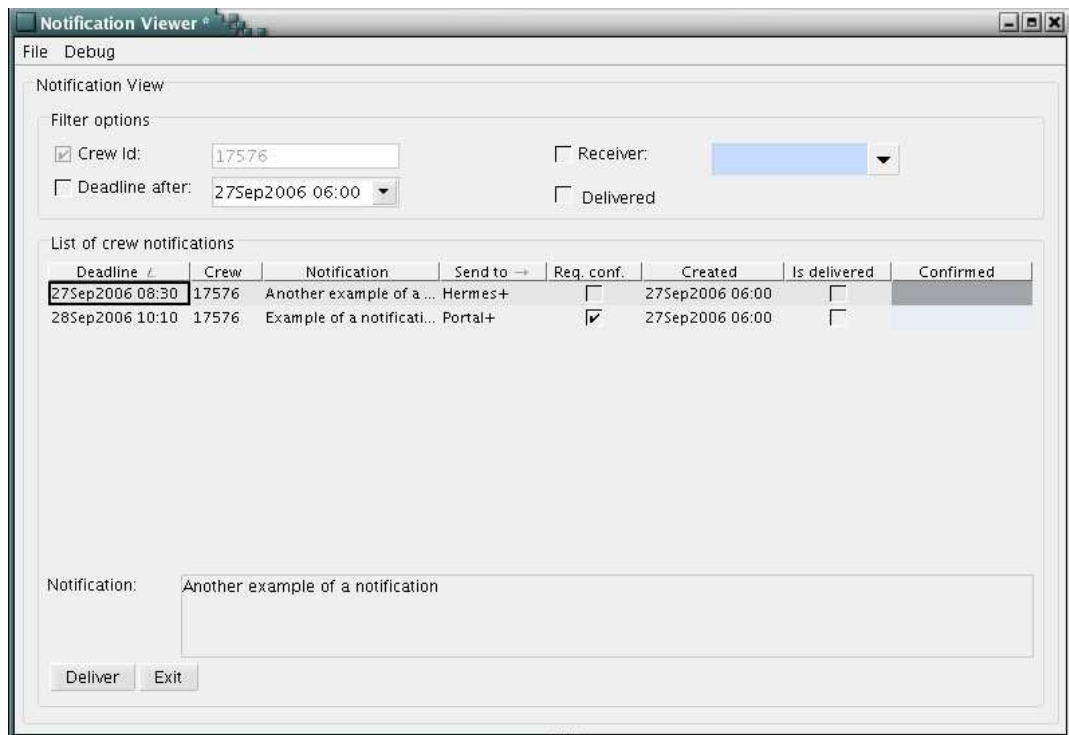 Notification Viewer *
File Debug
Notification View
Filter options
Crew Id: 17576 Receiver:
Deadline after: 27Sep2006 06:00 Delivered
List of crew notifications
Deadline Crew Notification Send to → Req. conf. Created Is delivered Confirmed
27Sep2006 08:30 17576 Another example of a ... Hermes+ 27Sep2006 06:00
28Sep2006 10:10 17576 Example of a notificati... Portal+ 27Sep2006 06:00
Notification: Another example of a notification
Deliver Exit